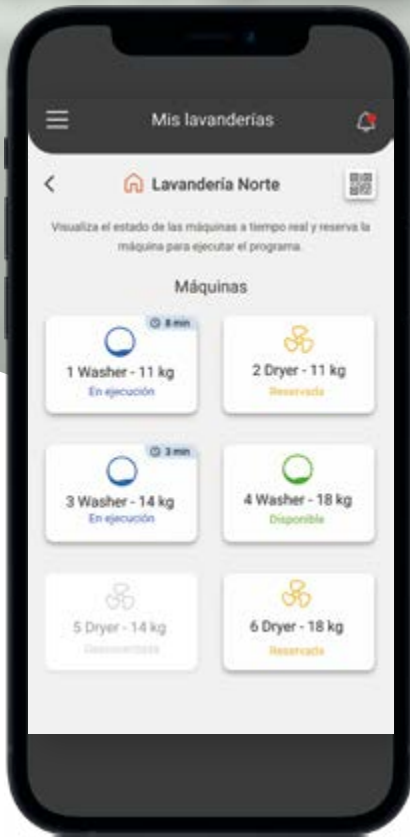 Mis lavanderías
Lavandería Norte
Visualiza el estado de las máquinas a tiempo real y reserva la
máquina para ejecutar el programa.
Máquinas
8 min
1 Washer - 11 kg
En ejecución
2 Dryer - 11 kg
Reservada
3 min
3 Washer - 14 kg
En ejecución
4 Washer - 18 kg
Disponible
5 Dryer - 14 kg
Desconectada
6 Dryer - 18 kg
Reservada